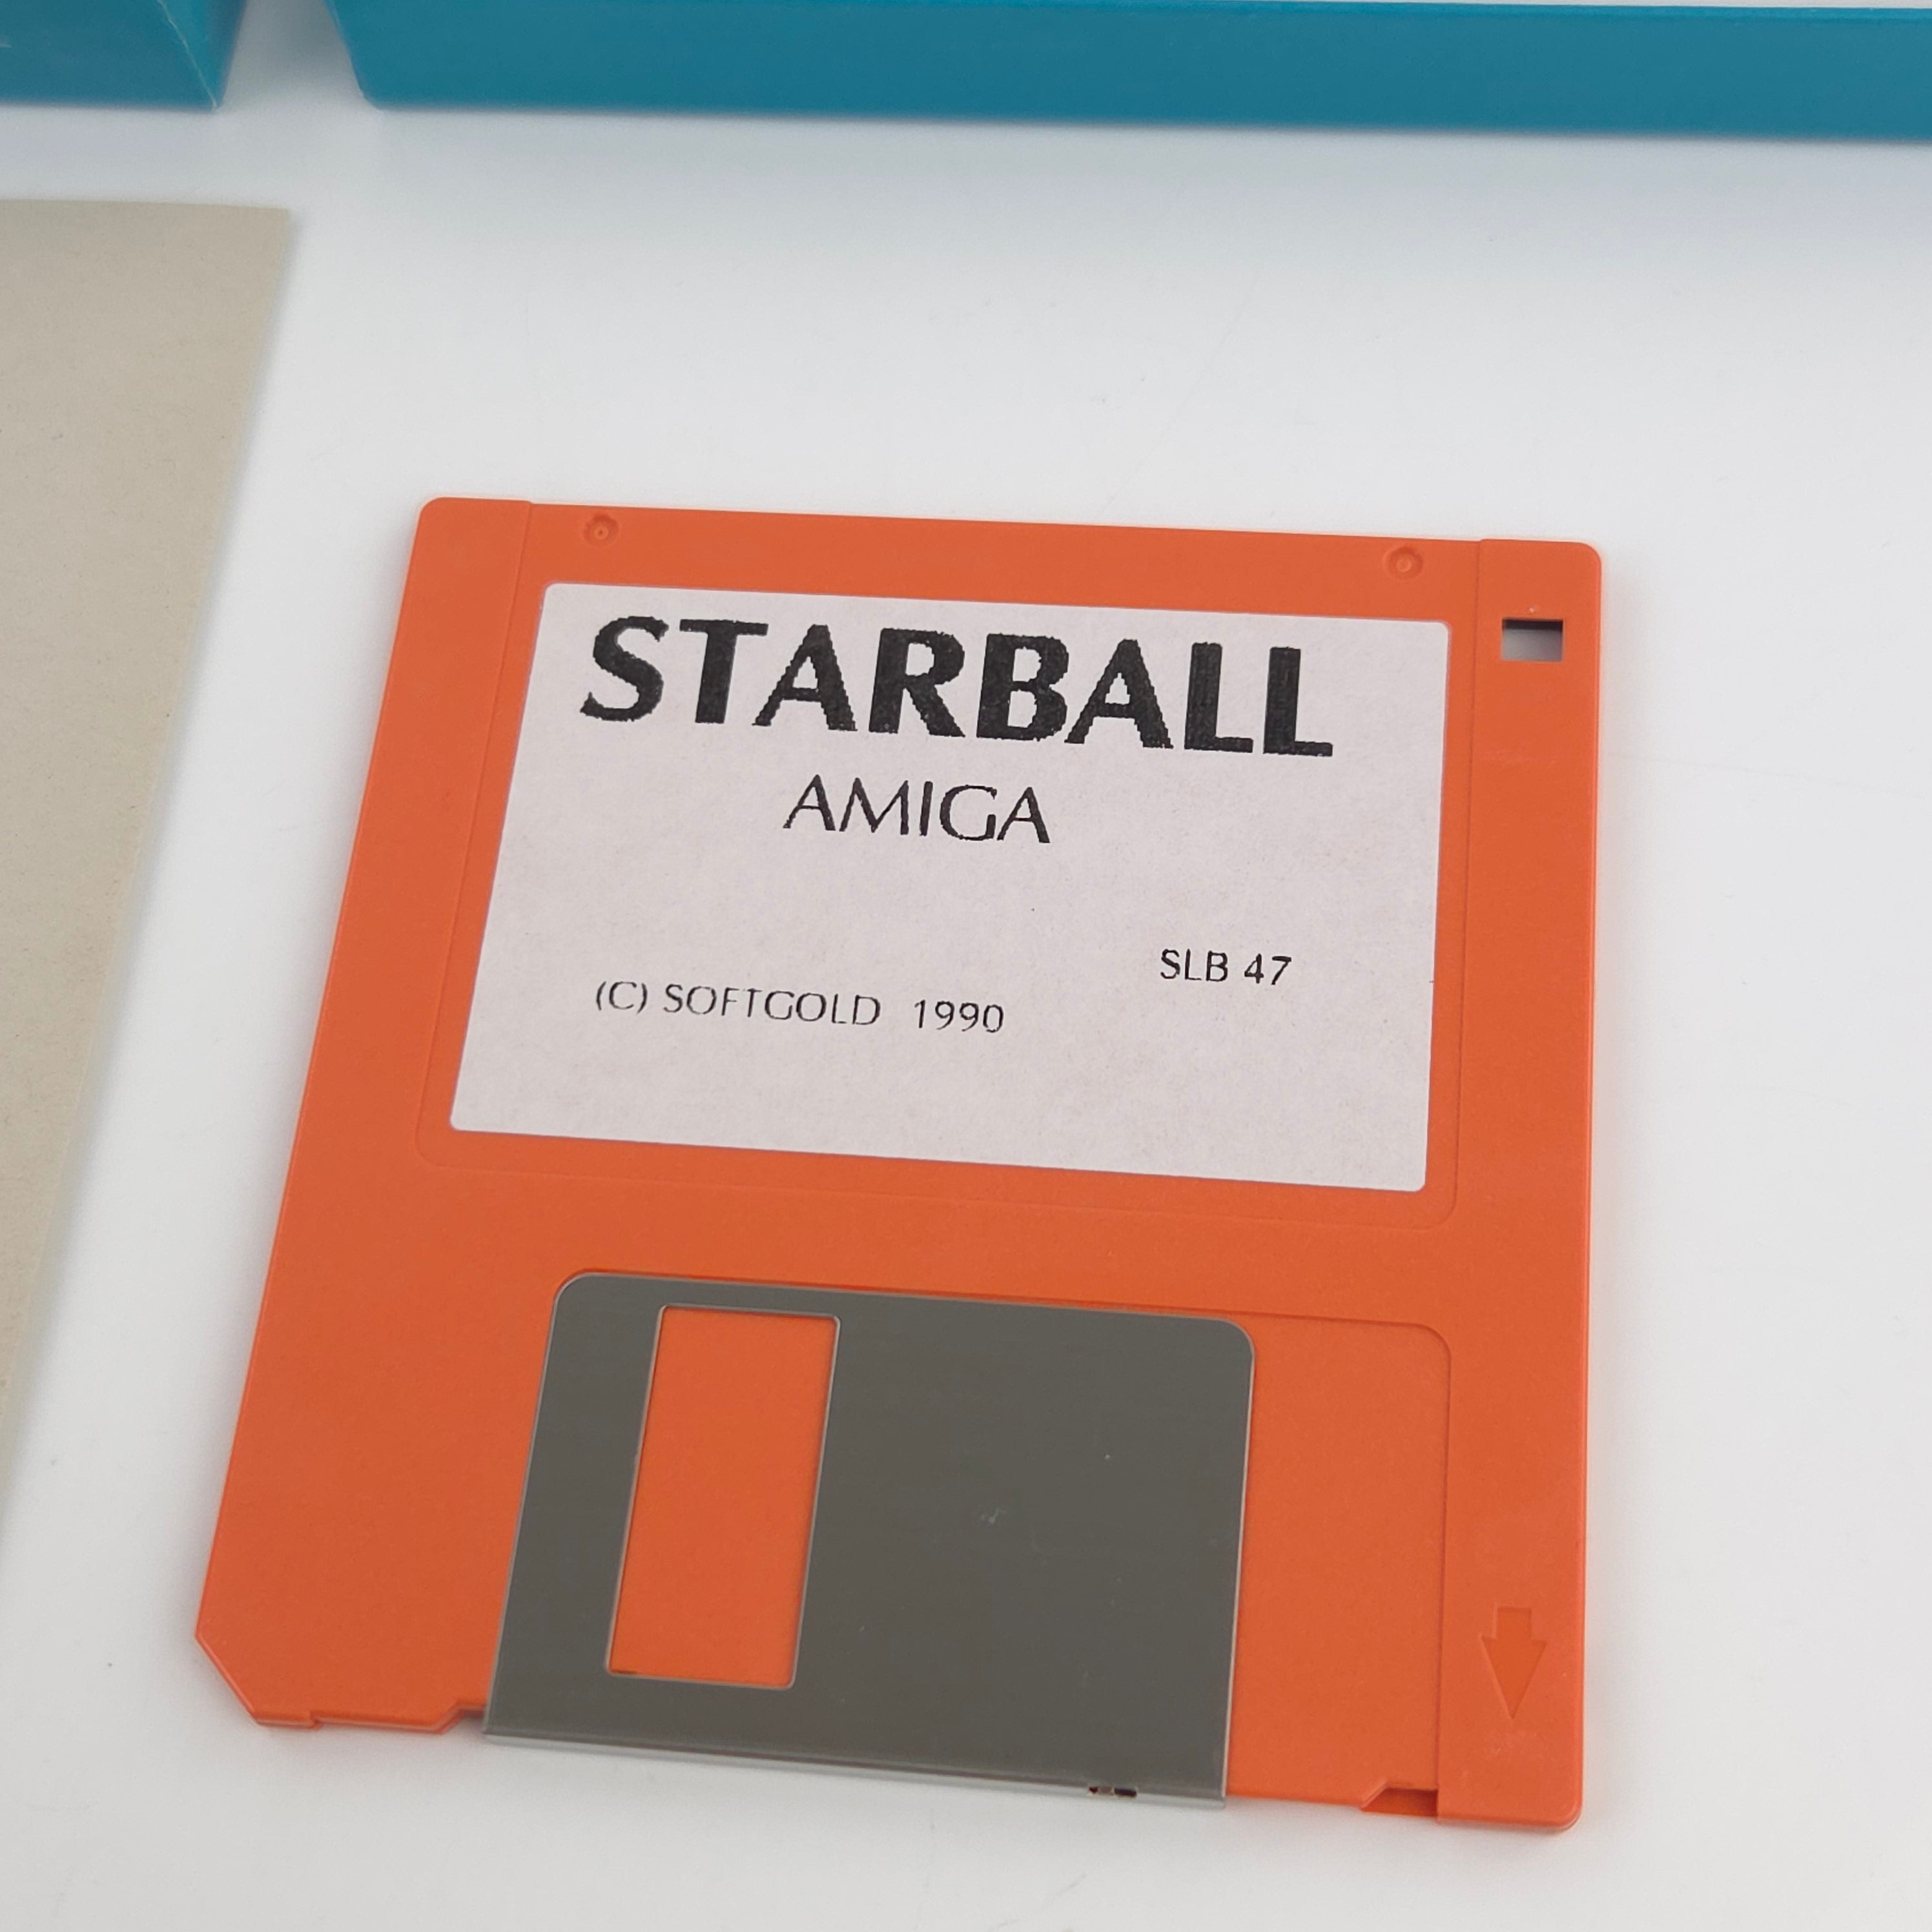 STARBALL
AMIGA
SLB 47
(C) SOFTGOLD 1990